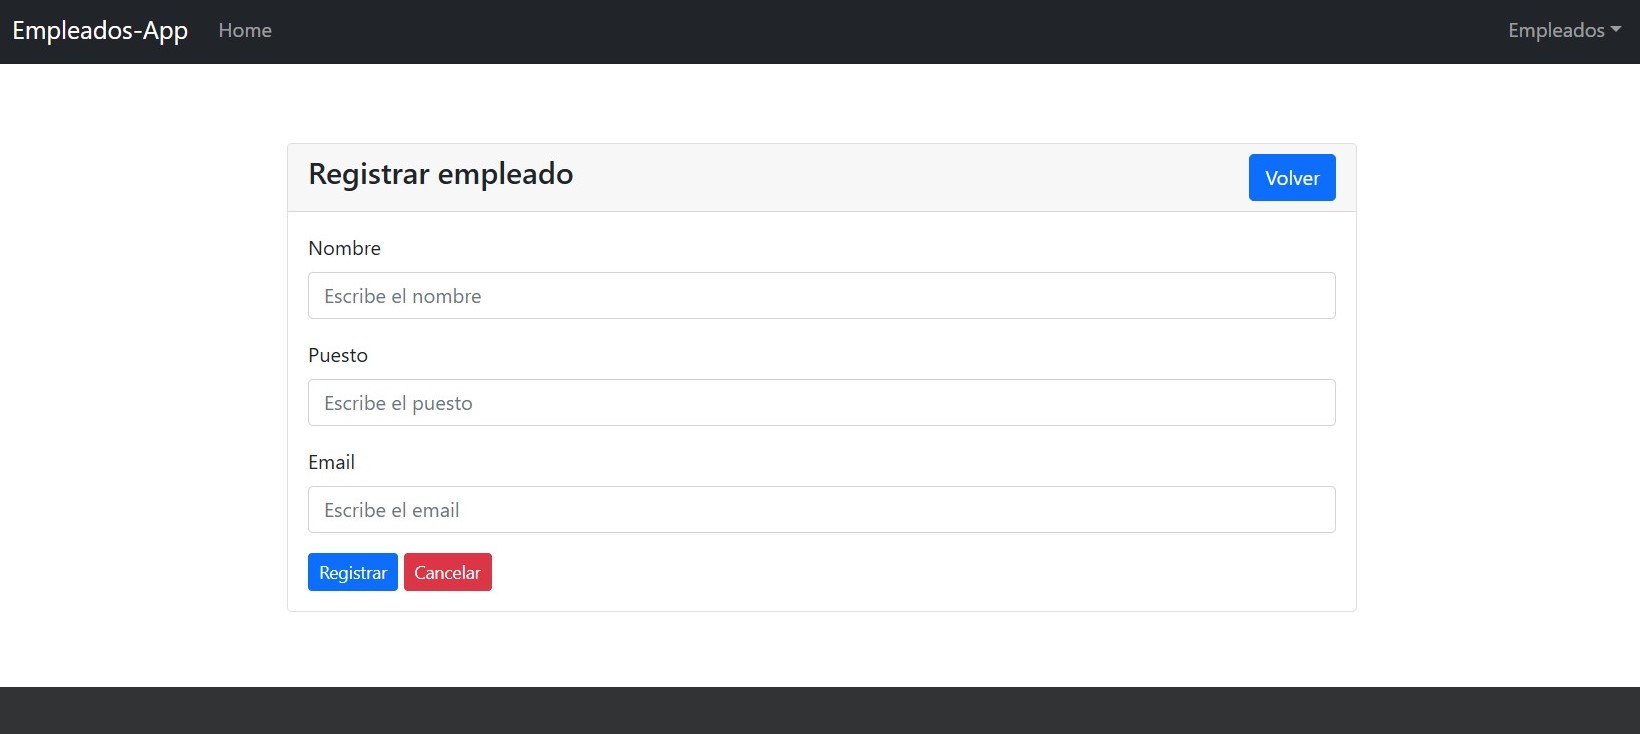 Empleados-App Home Empleados
Registrar empleado Volver
Nombre
Escribe el nombre
Puesto
Escribe el puesto
Email
Escribe el email
Registrar Cancelar